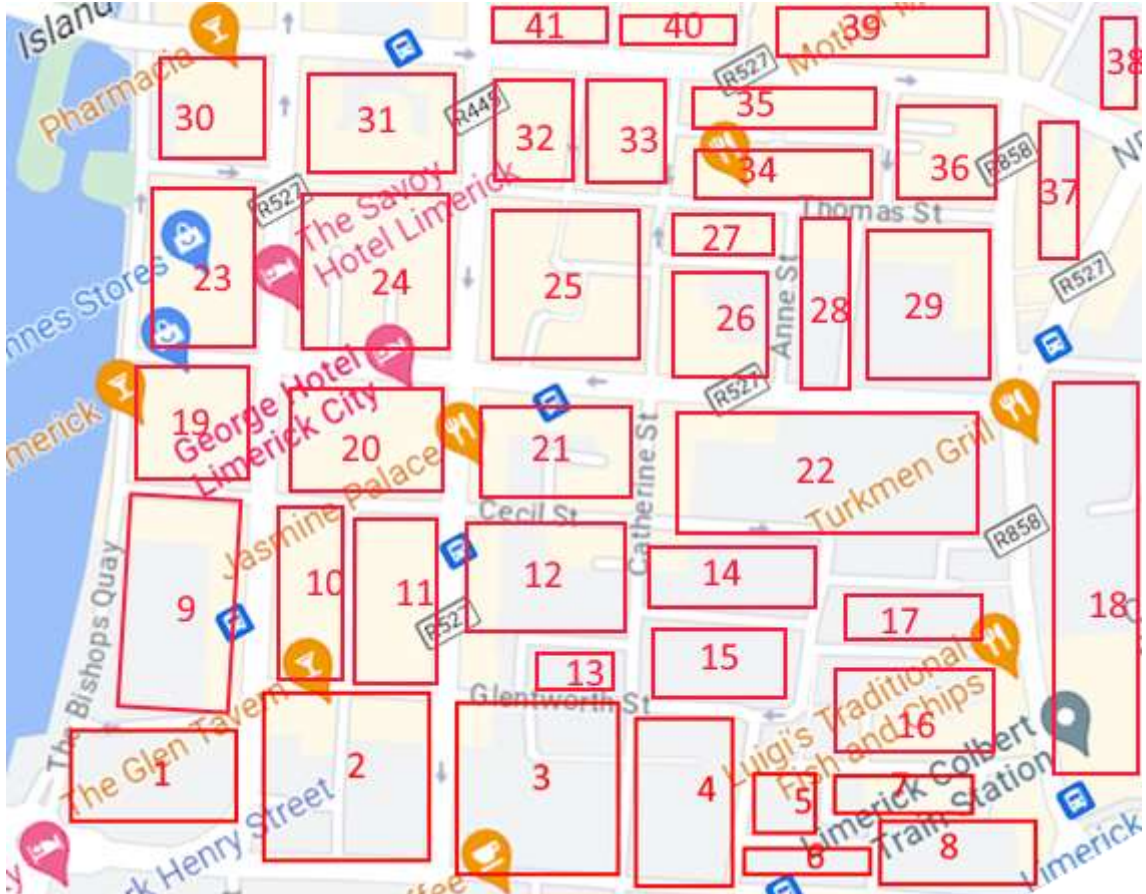 Island
41
40
39
Mothe
38
R527
Pharmacia
30
31
R445
32
33
35
34
36
R858
37
The Savoy
Hotel Limerick
R527
Thomas St
27
23
24
25
26
Anne St
28
29
R527
nnes Stores
George Hotel
Limerick City
R527
merick
19
20
21
Catherine St
22
Turkmen Grill
Jasmine Palace
Cecil St
R858
The Bishops Quay
9
10
11
12
14
18
R527
17
13
15
Glentworth St
Luigi's Traditional
Fish and Chips
16
The Glen Tavern
1
2
3
4
5
7
Limerick Colbert
Train Station
6
8
rk Henry Street
ffee
Limerick
y